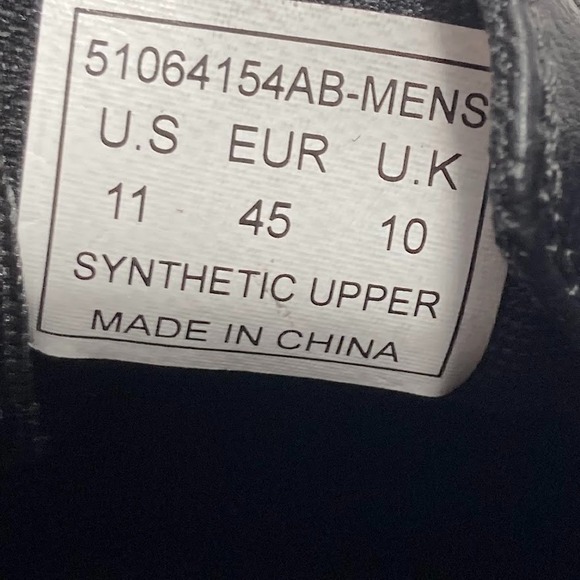 51064154AB-MENS
U.S EUR U.K
11 45 10
SYNTHETIC UPPER
MADE IN CHINA